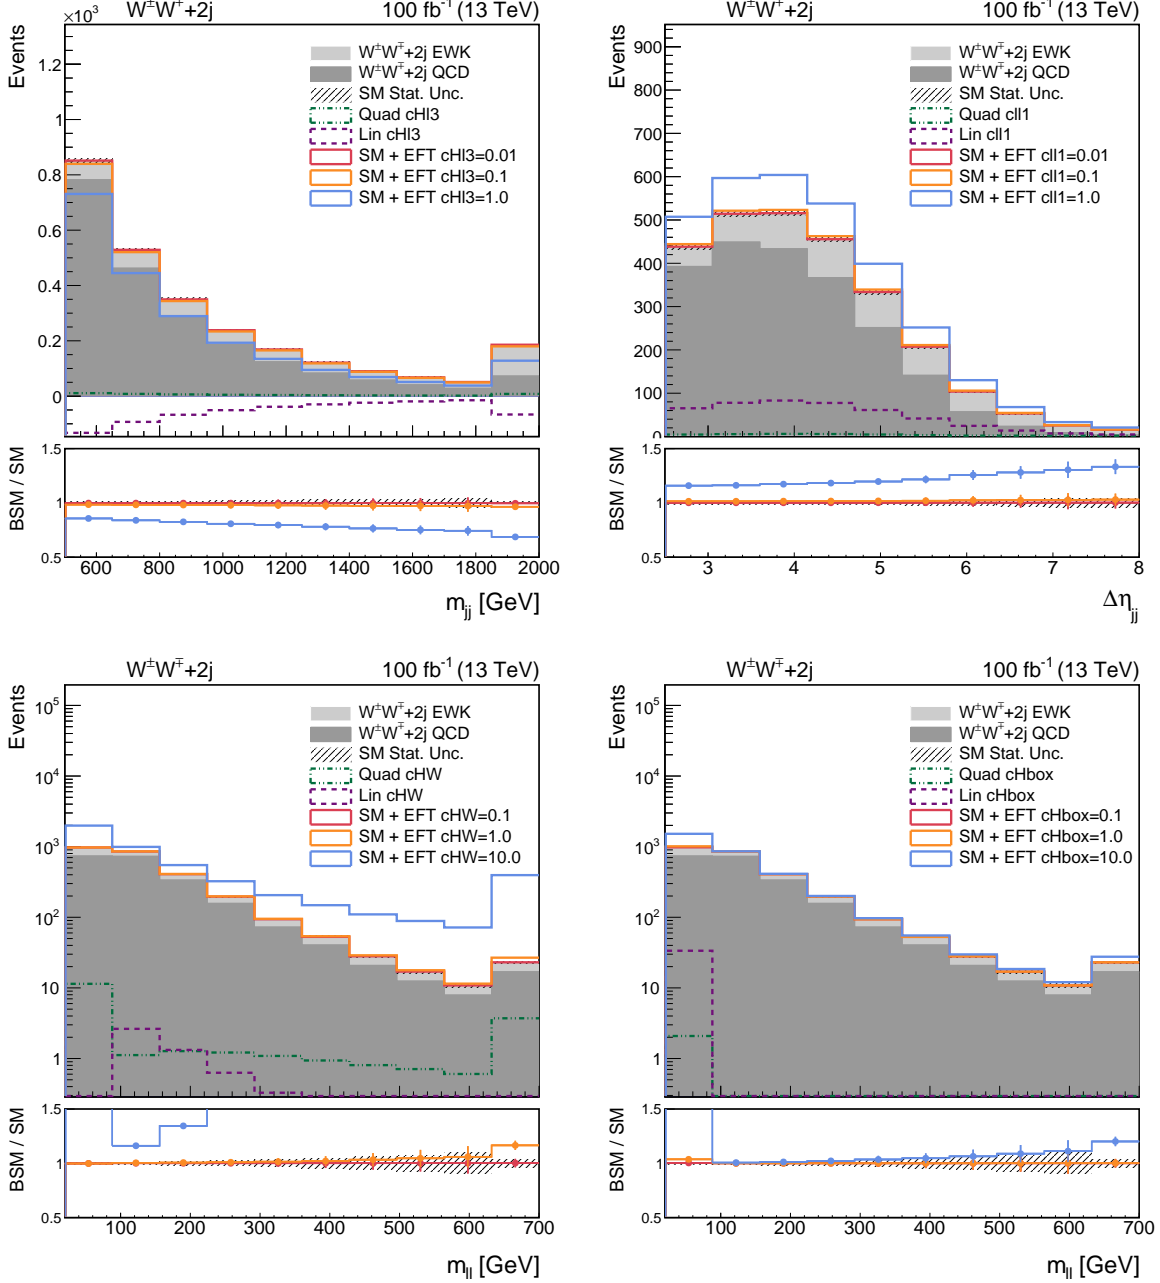 W±W∓+2j 100 fb⁻¹ (13 TeV)
×10³
Events
1.2
1
0.8
0.6
0.4
0.2
0
W±W∓+2j EWK
W±W∓+2j QCD
SM Stat. Unc.
Quad cHl3
Lin cHl3
SM + EFT cHl3=0.01
SM + EFT cHl3=0.1
SM + EFT cHl3=1.0
BSM / SM
1.5
1
0.5
600 800 1000 1200 1400 1600 1800 2000
m_jj [GeV]
W±W∓+2j 100 fb⁻¹ (13 TeV)
Events
900
800
700
600
500
400
300
200
100
0
W±W∓+2j EWK
W±W∓+2j QCD
SM Stat. Unc.
Quad cll1
Lin cll1
SM + EFT cll1=0.01
SM + EFT cll1=0.1
SM + EFT cll1=1.0
BSM / SM
1.5
1
0.5
3 4 5 6 7 8
Δη_jj
W±W∓+2j 100 fb⁻¹ (13 TeV)
Events
10⁵
10⁴
10³
10²
10
1
W±W∓+2j EWK
W±W∓+2j QCD
SM Stat. Unc.
Quad cHW
Lin cHW
SM + EFT cHW=0.1
SM + EFT cHW=1.0
SM + EFT cHW=10.0
BSM / SM
1.5
1
0.5
100 200 300 400 500 600 700
m_ll [GeV]
W±W∓+2j 100 fb⁻¹ (13 TeV)
Events
10⁵
10⁴
10³
10²
10
1
W±W∓+2j EWK
W±W∓+2j QCD
SM Stat. Unc.
Quad cHbox
Lin cHbox
SM + EFT cHbox=0.1
SM + EFT cHbox=1.0
SM + EFT cHbox=10.0
BSM / SM
1.5
1
0.5
100 200 300 400 500 600 700
m_ll [GeV]